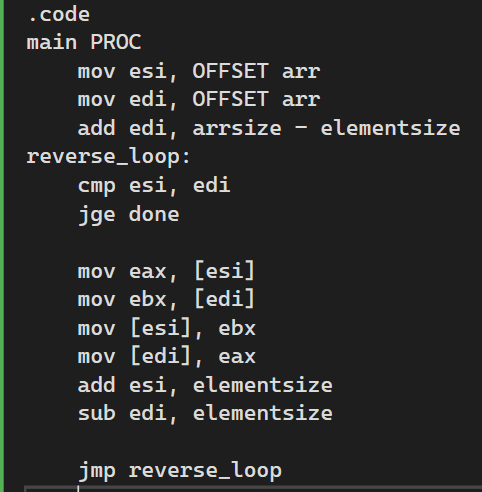 .code
main PROC
    mov esi, OFFSET arr
    mov edi, OFFSET arr
    add edi, arrsize - elementsize
reverse_loop:
    cmp esi, edi
    jge done

    mov eax, [esi]
    mov ebx, [edi]
    mov [esi], ebx
    mov [edi], eax
    add esi, elementsize
    sub edi, elementsize

    jmp reverse_loop